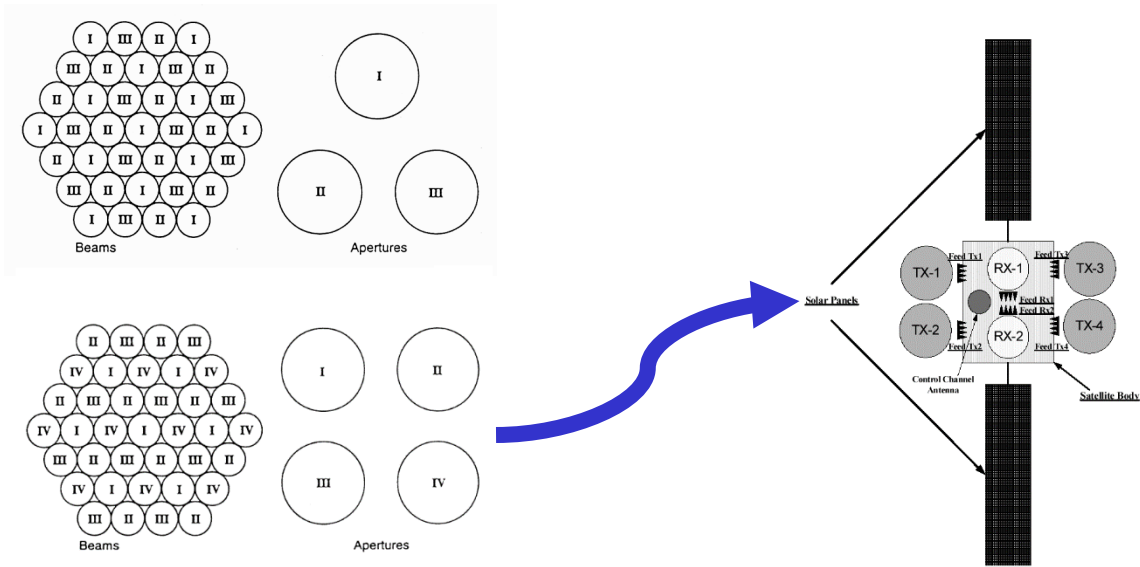 I III II I
III II I III II
II I III II I III
I III II I III II I
II I III II I III
III II I III II
I III II I
Beams
I
II III
Apertures
II III II III
IV I IV I IV
II III II III II III
IV I IV I IV I IV
III II III II III II
IV I IV I IV
III II III II
Beams
I II
III IV
Apertures
Solar Panels
Feed Tx1
Feed Tx3
TX-1
RX-1
TX-3
Feed Rx1
Feed Rx2
TX-2
RX-2
TX-4
Feed Tx2
Feed Tx4
Control Channel
Antenna
Satellite Body